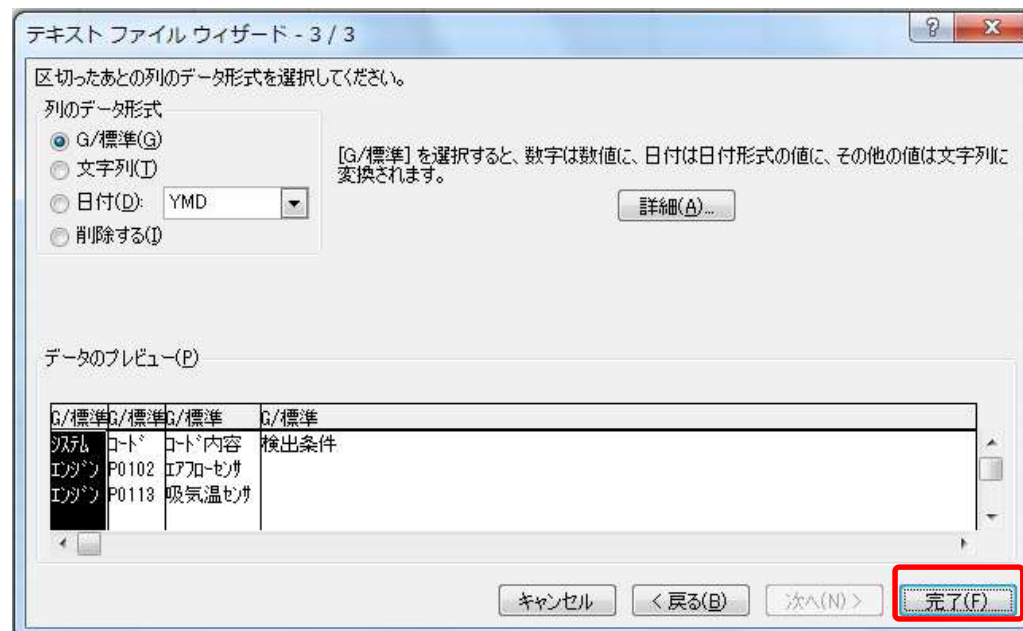 テキスト ファイル ウィザード - 3 / 3
区切ったあとの列のデータ形式を選択してください。
列のデータ形式
G/標準(G)
文字列(T)
日付(D): YMD
削除する(I)
[G/標準] を選択すると、数字は数値に、日付は日付形式の値に、その他の値は文字列に
変換されます。
詳細(A)...
データのプレビュー(P)
G/標準 G/標準 G/標準 G/標準
ｼｽﾃﾑ ｺｰﾄﾞ ｺｰﾄﾞ内容 検出条件
ｴﾝｼﾞﾝ P0102 ｴｱﾌﾛｰｾﾝｻ
ｴﾝｼﾞﾝ P0113 吸気温ｾﾝｻ
キャンセル < 戻る(B) 次へ(N) > 完了(F)